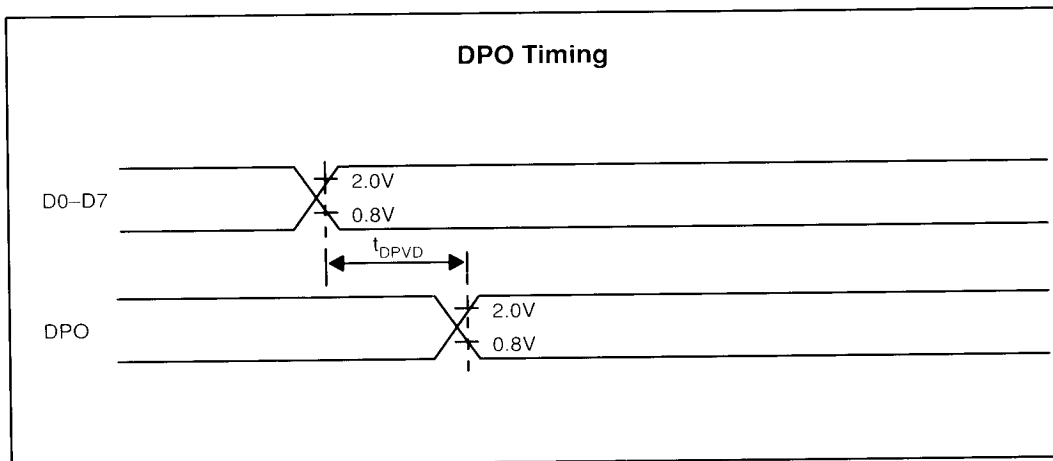 DPO Timing
D0–D7
2.0V
0.8V
tDPVD
DPO
2.0V
0.8V